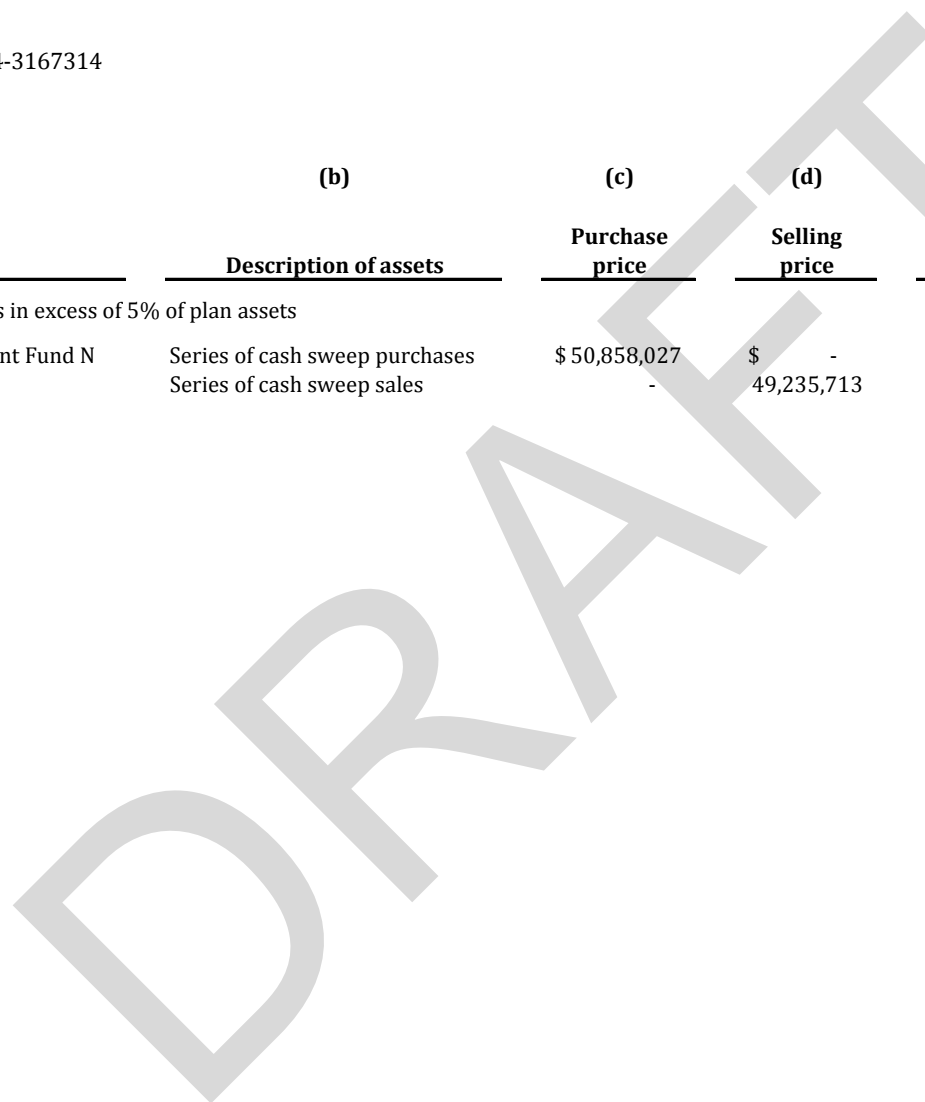 -3167314
(b) (c) (d)
Purchase Selling
Description of assets price price
in excess of 5% of plan assets
Fund N Series of cash sweep purchases $ 50,858,027 $ -
Series of cash sweep sales - 49,235,713
DRAFT